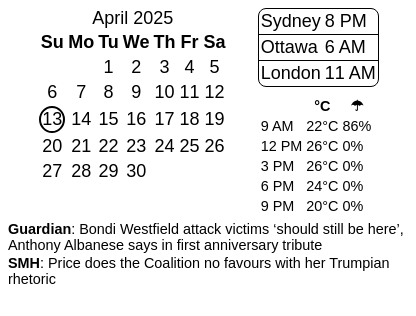 April 2025
Su Mo Tu We Th Fr Sa
1 2 3 4 5
6 7 8 9 10 11 12
13 14 15 16 17 18 19
20 21 22 23 24 25 26
27 28 29 30
Sydney 8 PM
Ottawa 6 AM
London 11 AM
°C ☂
9 AM 22°C 86%
12 PM 26°C 0%
3 PM 26°C 0%
6 PM 24°C 0%
9 PM 20°C 0%
Guardian: Bondi Westfield attack victims ‘should still be here’,
Anthony Albanese says in first anniversary tribute
SMH: Price does the Coalition no favours with her Trumpian
rhetoric